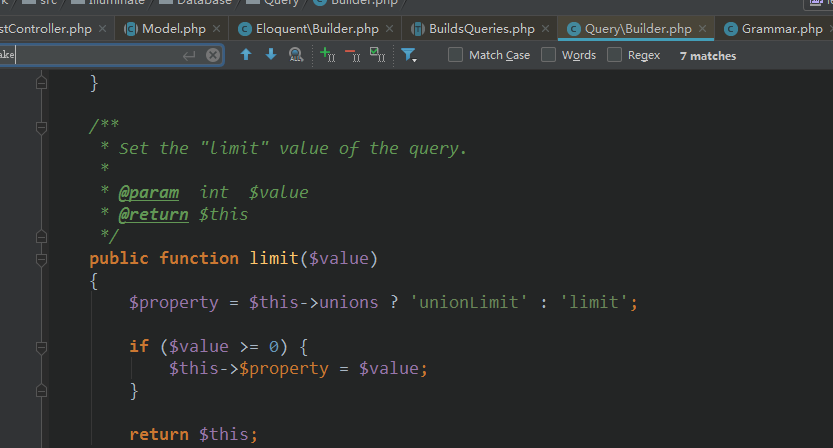 src Illuminate Database Query Builder.php
stController.php Model.php Eloquent\Builder.php BuildsQueries.php Query\Builder.php Grammar.php
ake Match Case Words Regex 7 matches
}
/**
* Set the "limit" value of the query.
*
* @param int $value
* @return $this
*/
public function limit($value)
{
$property = $this->unions ? 'unionLimit' : 'limit';
if ($value >= 0) {
$this->$property = $value;
}
return $this;